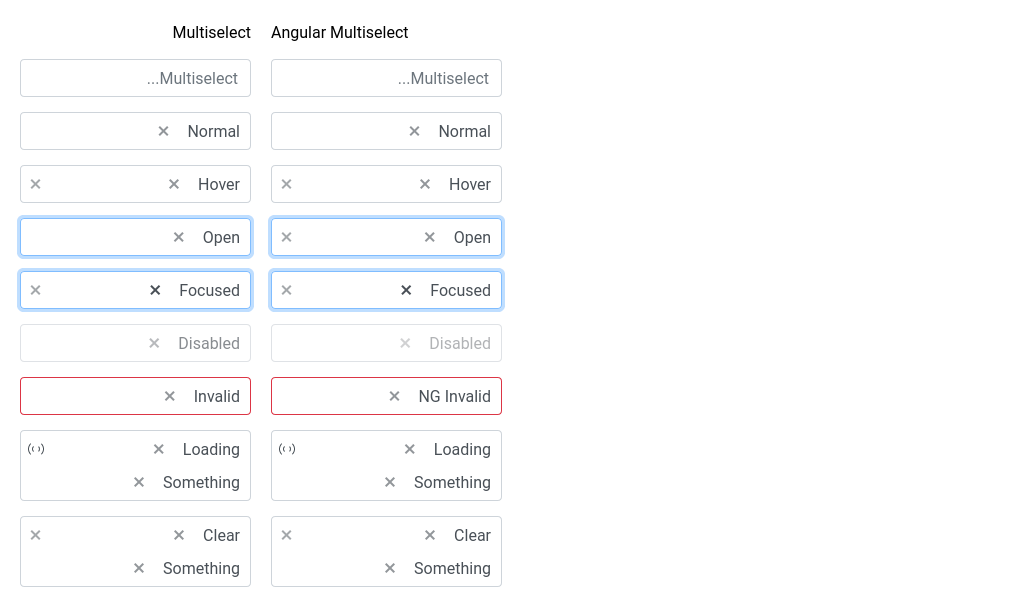 Multiselect
Angular Multiselect
...Multiselect
...Multiselect
Normal
Normal
Hover
Hover
Open
Open
Focused
Focused
Disabled
Disabled
Invalid
NG Invalid
Loading
Something
Loading
Something
Clear
Something
Clear
Something